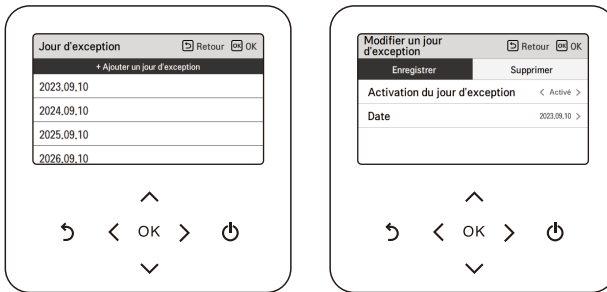 Jour d'exception Retour OK OK
+ Ajouter un jour d'exception
2023.09.10
2024.09.10
2025.09.10
2026.09.10
OK
Modifier un jour
d'exception Retour OK OK
Enregistrer Supprimer
Activation du jour d'exception < Activé >
Date 2023.09.10 >
OK